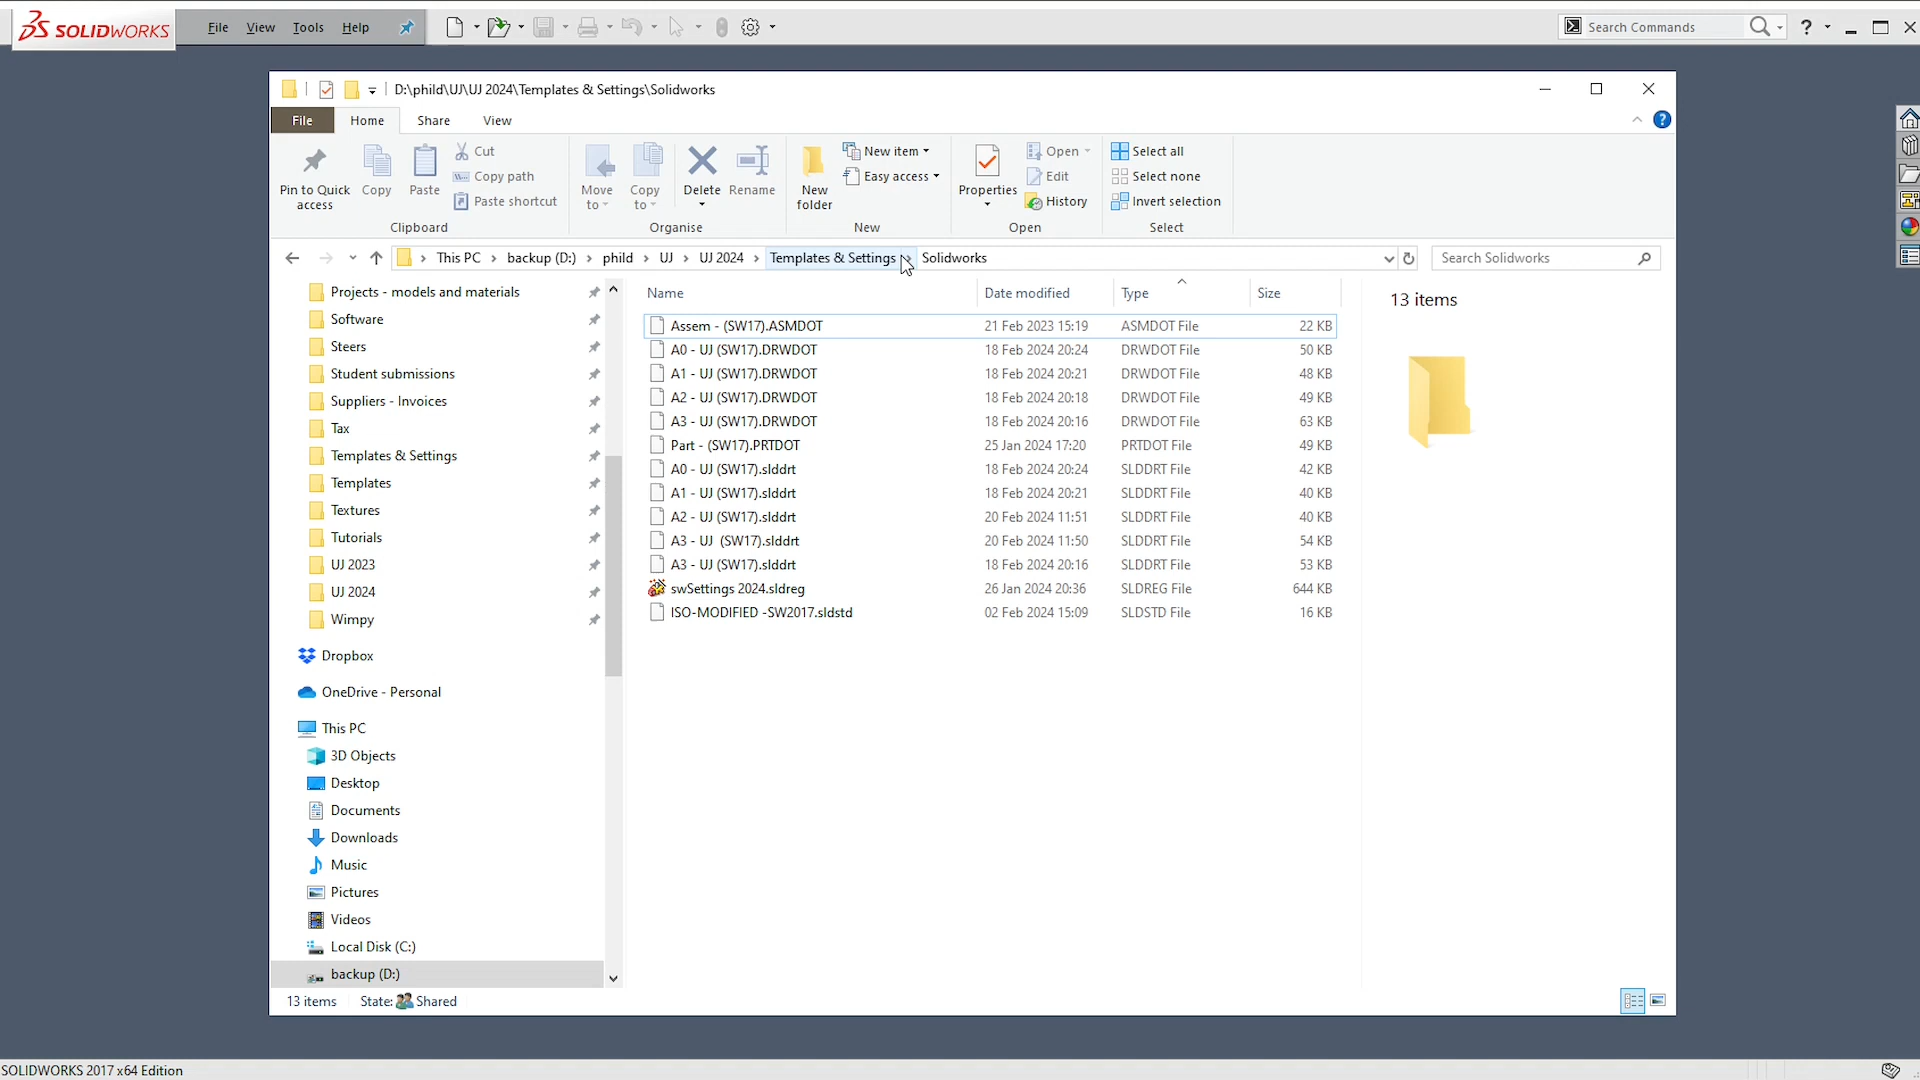 SOLIDWORKS File View Tools Help Search Commands ?
D:\phild\UJ\UJ 2024\Templates & Settings\Solidworks
File Home Share View ?
Pin to Quick access
Copy
Paste
Cut
Copy path
Paste shortcut
Clipboard
Move to
Copy to
Delete
Rename
Organise
New folder
New item
Easy access
New
Properties
Open
Edit
History
Open
Select all
Select none
Invert selection
Select
This PC backup (D:) phild UJ UJ 2024 Templates & Settings Solidworks Search Solidworks
Projects - models and materials
Software
Steers
Student submissions
Suppliers - Invoices
Tax
Templates & Settings
Templates
Textures
Tutorials
UJ 2023
UJ 2024
Wimpy
Dropbox
OneDrive - Personal
This PC
3D Objects
Desktop
Documents
Downloads
Music
Pictures
Videos
Local Disk (C:)
backup (D:)
Name Date modified Type Size
Assem - (SW17).ASMDOT 21 Feb 2023 15:19 ASMDOT File 22 KB
A0 - UJ (SW17).DRWDOT 18 Feb 2024 20:24 DRWDOT File 50 KB
A1 - UJ (SW17).DRWDOT 18 Feb 2024 20:21 DRWDOT File 48 KB
A2 - UJ (SW17).DRWDOT 18 Feb 2024 20:18 DRWDOT File 49 KB
A3 - UJ (SW17).DRWDOT 18 Feb 2024 20:16 DRWDOT File 63 KB
Part - (SW17).PRTDOT 25 Jan 2024 17:20 PRTDOT File 49 KB
A0 - UJ (SW17).slddrt 18 Feb 2024 20:24 SLDDRT File 42 KB
A1 - UJ (SW17).slddrt 18 Feb 2024 20:21 SLDDRT File 40 KB
A2 - UJ (SW17).slddrt 20 Feb 2024 11:51 SLDDRT File 40 KB
A3 - UJ  (SW17).slddrt 20 Feb 2024 11:50 SLDDRT File 54 KB
A3 - UJ (SW17).slddrt 18 Feb 2024 20:16 SLDDRT File 53 KB
swSettings 2024.sldreg 26 Jan 2024 20:36 SLDREG File 644 KB
ISO-MODIFIED -SW2017.sldstd 02 Feb 2024 15:09 SLDSTD File 16 KB
13 items
13 items State: Shared
SOLIDWORKS 2017 x64 Edition